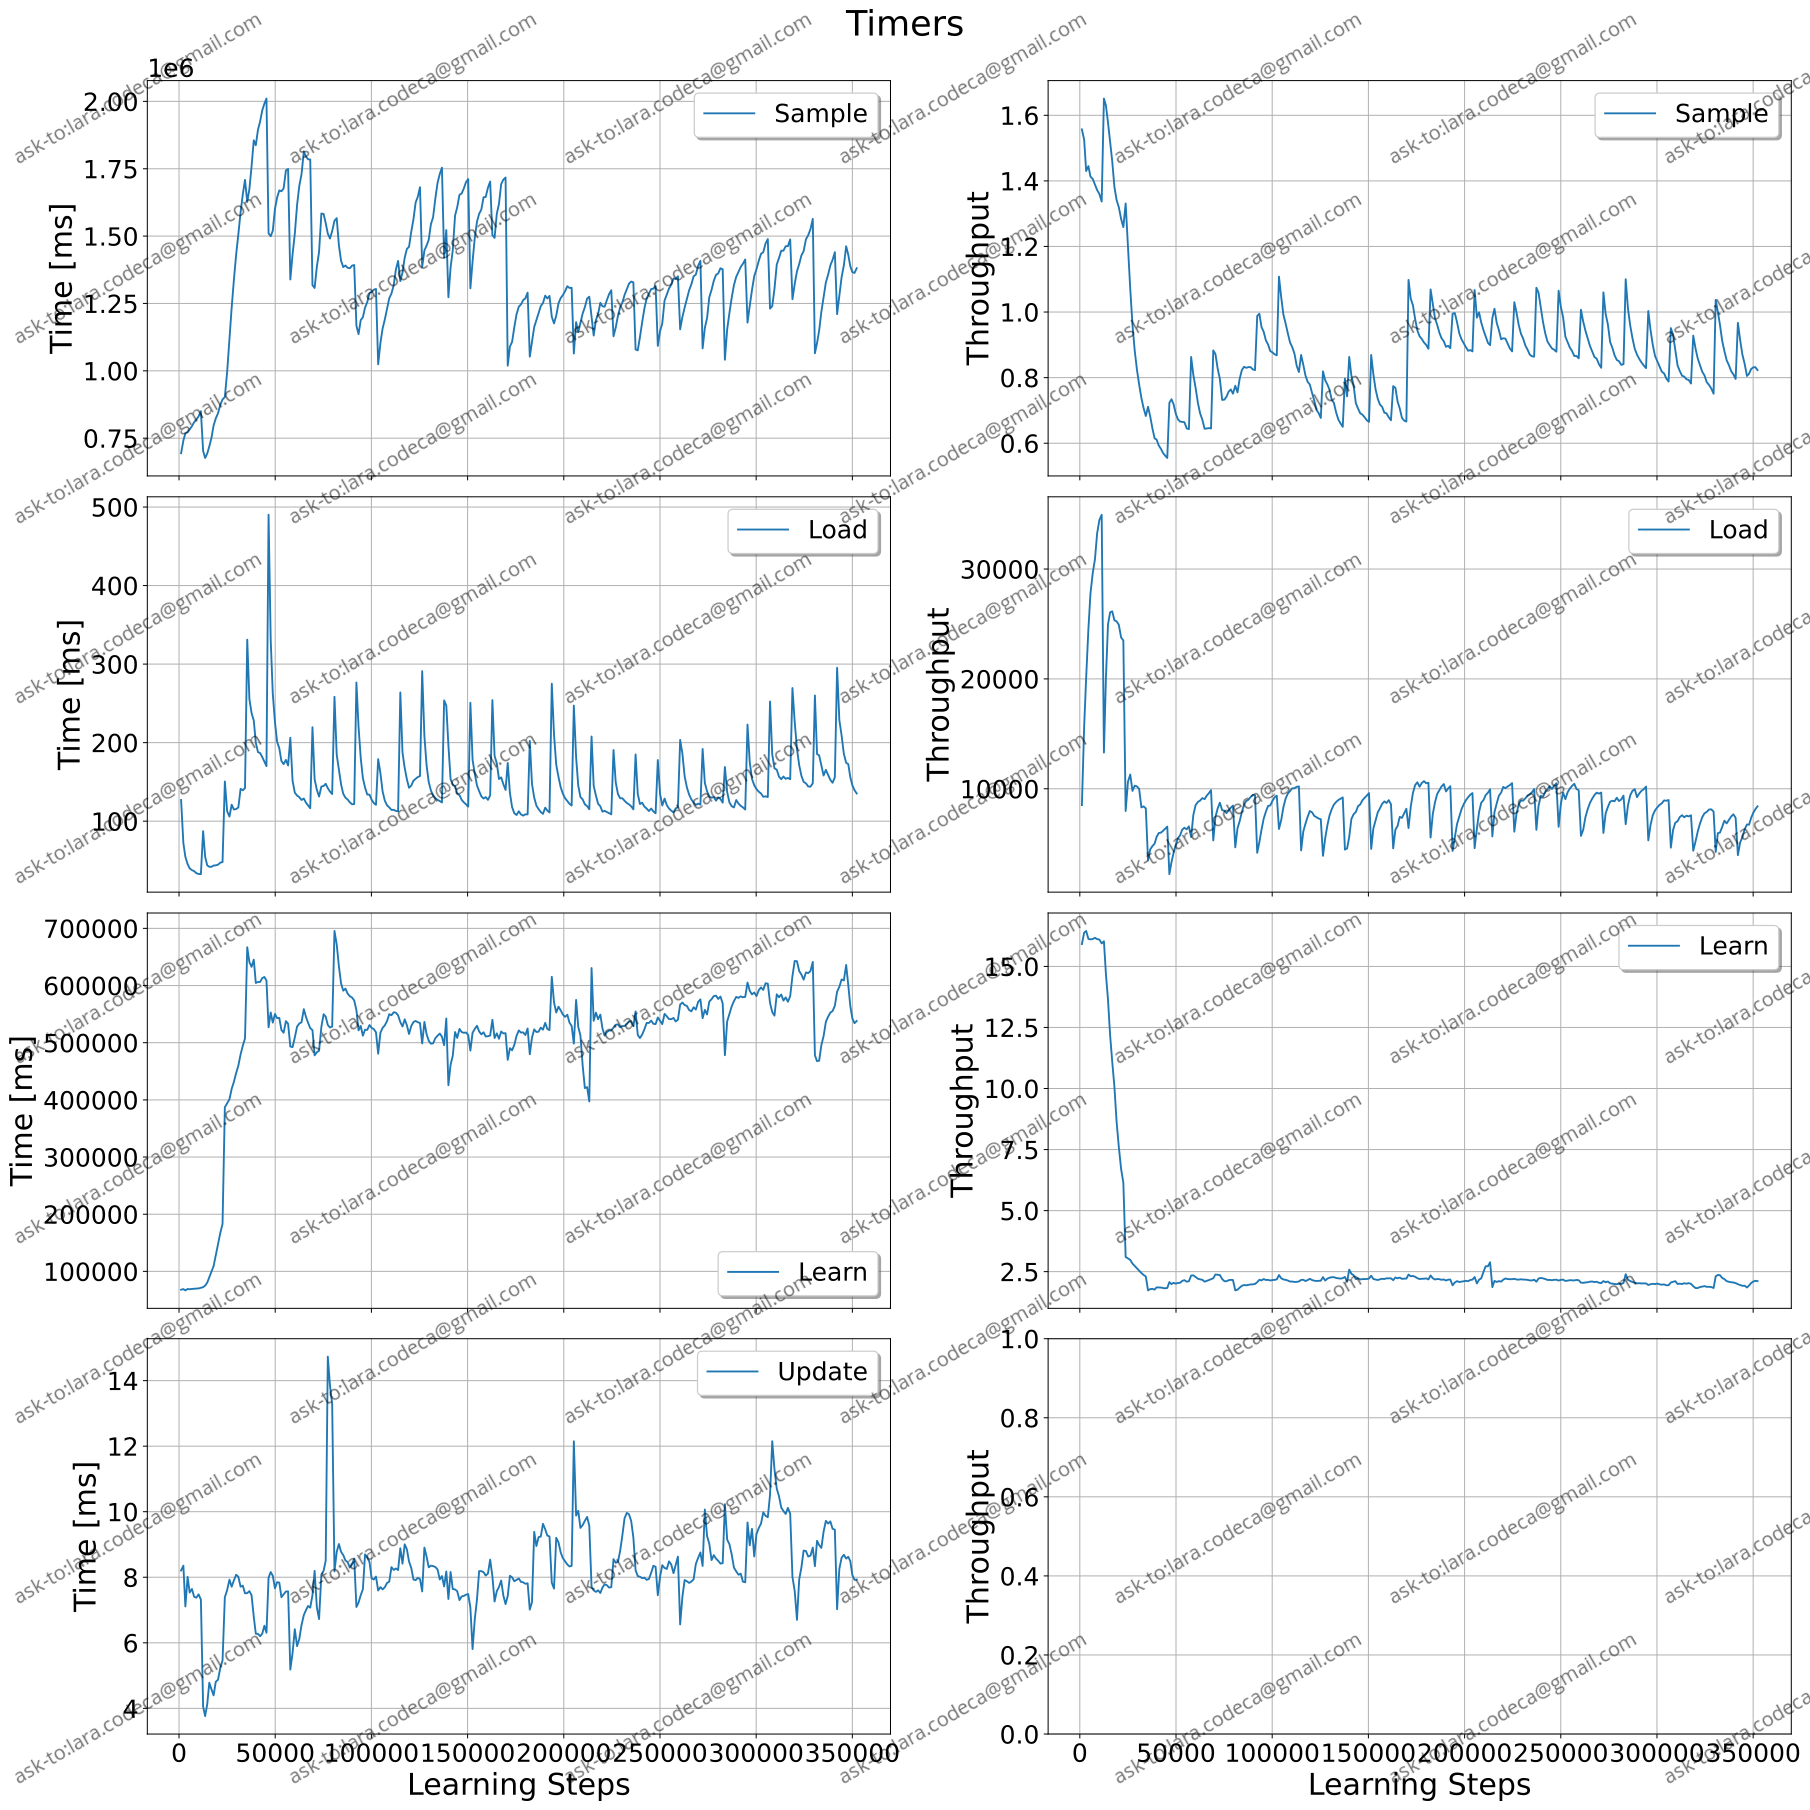 Timers
1e6
2.00
1.75
1.50
1.25
1.00
0.75
Time [ms]
Sample
1.6
1.4
1.2
1.0
0.8
0.6
Throughput
Sample
500
400
300
200
100
Time [ms]
Load
30000
20000
10000
Throughput
Load
700000
600000
500000
400000
300000
200000
100000
Time [ms]
Learn
15.0
12.5
10.0
7.5
5.0
2.5
Throughput
Learn
14
12
10
8
6
4
Time [ms]
Update
0 50000 100000 150000 200000 250000 300000 350000
Learning Steps
1.0
0.8
0.6
0.4
0.2
0.0
Throughput
0 50000 100000 150000 200000 250000 300000 350000
Learning Steps
ask-to:lara.codeca@gmail.com